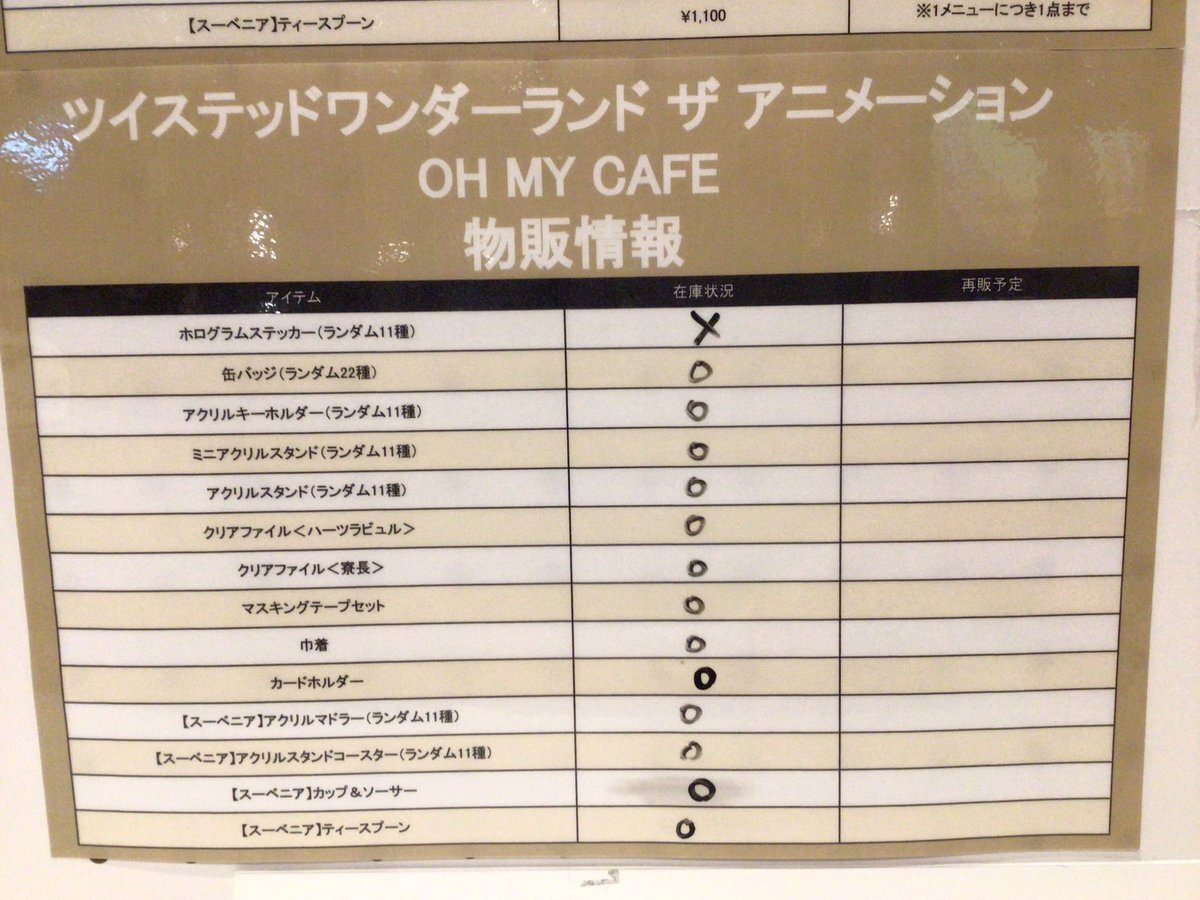 【スーベニア】ティースプーン ¥1,100 ※1メニューにつき1点まで
ツイステッドワンダーランド ザ アニメーション
OH MY CAFE
物販情報
アイテム 在庫状況 再販予定
ホログラムステッカー(ランダム11種) ×
缶バッジ(ランダム22種) ○
アクリルキーホルダー(ランダム11種) ○
ミニアクリルスタンド(ランダム11種) ○
アクリルスタンド(ランダム11種) ○
クリアファイル<ハーツラビュル> ○
クリアファイル<寮長> ○
マスキングテープセット ○
巾着 ○
カードホルダー ○
【スーベニア】アクリルマドラー(ランダム11種) ○
【スーベニア】アクリルスタンドコースター(ランダム11種) ○
【スーベニア】カップ&ソーサー ○
【スーベニア】ティースプーン ○